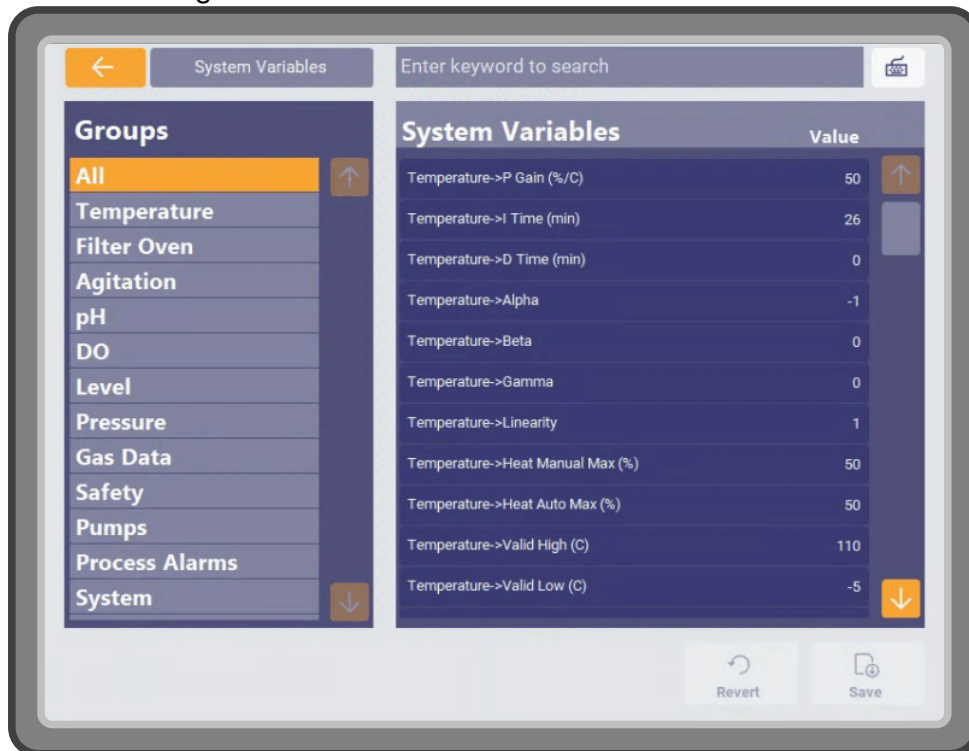 System Variables
Enter keyword to search
Groups
All
Temperature
Filter Oven
Agitation
pH
DO
Level
Pressure
Gas Data
Safety
Pumps
Process Alarms
System
System Variables Value
Temperature->P Gain (%/C) 50
Temperature->I Time (min) 26
Temperature->D Time (min) 0
Temperature->Alpha -1
Temperature->Beta 0
Temperature->Gamma 0
Temperature->Linearity 1
Temperature->Heat Manual Max (%) 50
Temperature->Heat Auto Max (%) 50
Temperature->Valid High (C) 110
Temperature->Valid Low (C) -5
Revert
Save